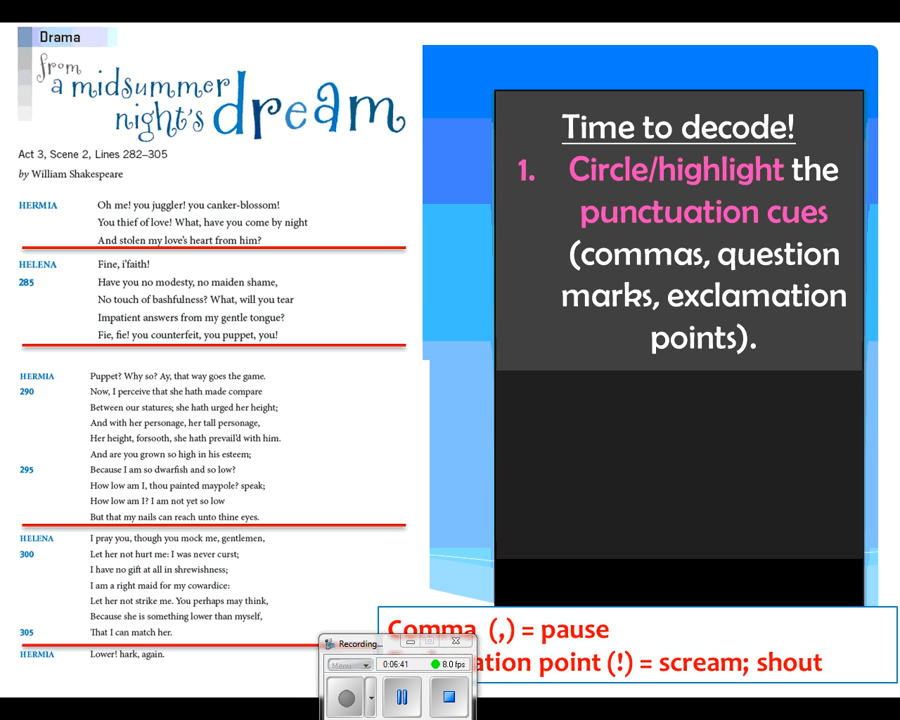 Drama
from
a midsummer
night's dream
Act 3, Scene 2, Lines 282–305
by William Shakespeare
HERMIA Oh me! you juggler! you canker-blossom!
You thief of love! What, have you come by night
And stolen my love's heart from him?
HELENA Fine, i'faith!
285 Have you no modesty, no maiden shame,
No touch of bashfulness? What, will you tear
Impatient answers from my gentle tongue?
Fie, fie! you counterfeit, you puppet, you!
HERMIA Puppet? Why so? Ay, that way goes the game.
290 Now, I perceive that she hath made compare
Between our statures; she hath urged her height;
And with her personage, her tall personage,
Her height, forsooth, she hath prevail'd with him.
And are you grown so high in his esteem;
295 Because I am so dwarfish and so low?
How low am I, thou painted maypole? speak;
How low am I? I am not yet so low
But that my nails can reach unto thine eyes.
HELENA I pray you, though you mock me, gentlemen,
300 Let her not hurt me: I was never curst;
I have no gift at all in shrewishness;
I am a right maid for my cowardice:
Let her not strike me. You perhaps may think,
Because she is something lower than myself,
305 That I can match her.
HERMIA Lower! hark, again.
Time to decode!
1. Circle/highlight the
punctuation cues
(commas, question
marks, exclamation
points).
Comma (,) = pause
ation point (!) = scream; shout
Recording...
Menu
0:06:41
8.0 fps